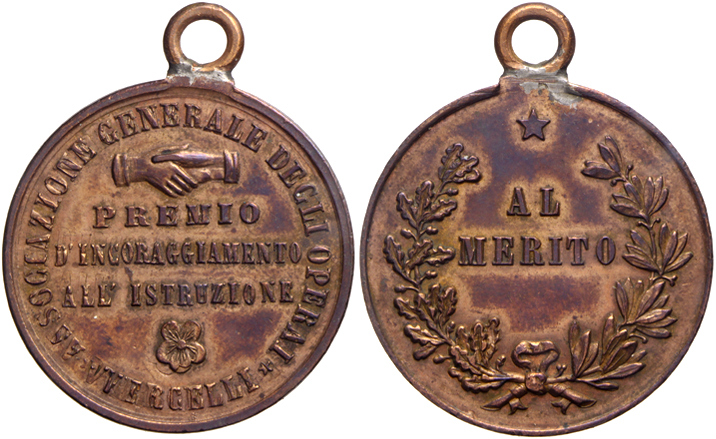 ASSOCIAZIONE GENERALE DEGLI OPERAI
VERCELLI
PREMIO
D'INCORAGGIAMENTO
ALL' ISTRUZIONE
AL
MERITO